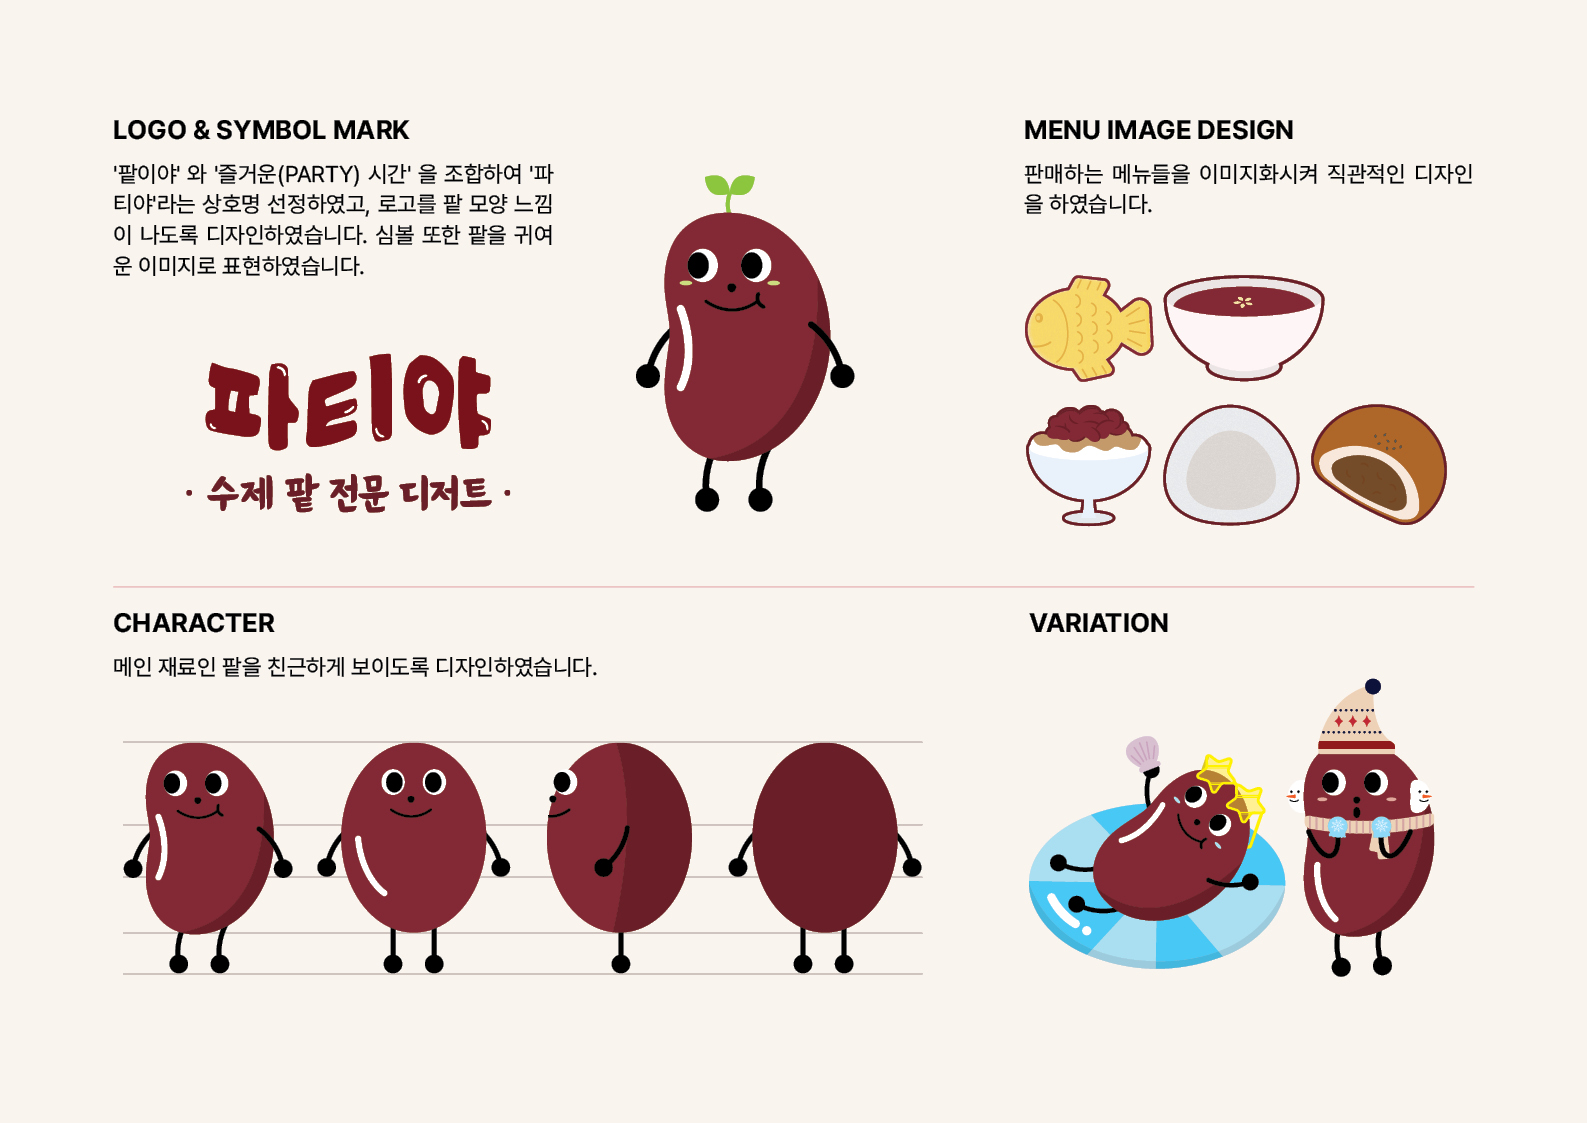 LOGO & SYMBOL MARK
'팥이야' 와 '즐거운(PARTY) 시간' 을 조합하여 '파
티야'라는 상호명 선정하였고, 로고를 팥 모양 느낌
이 나도록 디자인하였습니다. 심볼 또한 팥을 귀여
운 이미지로 표현하였습니다.
파티야
· 수제 팥 전문 디저트 ·
MENU IMAGE DESIGN
판매하는 메뉴들을 이미지화시켜 직관적인 디자인
을 하였습니다.
CHARACTER
메인 재료인 팥을 친근하게 보이도록 디자인하였습니다.
VARIATION